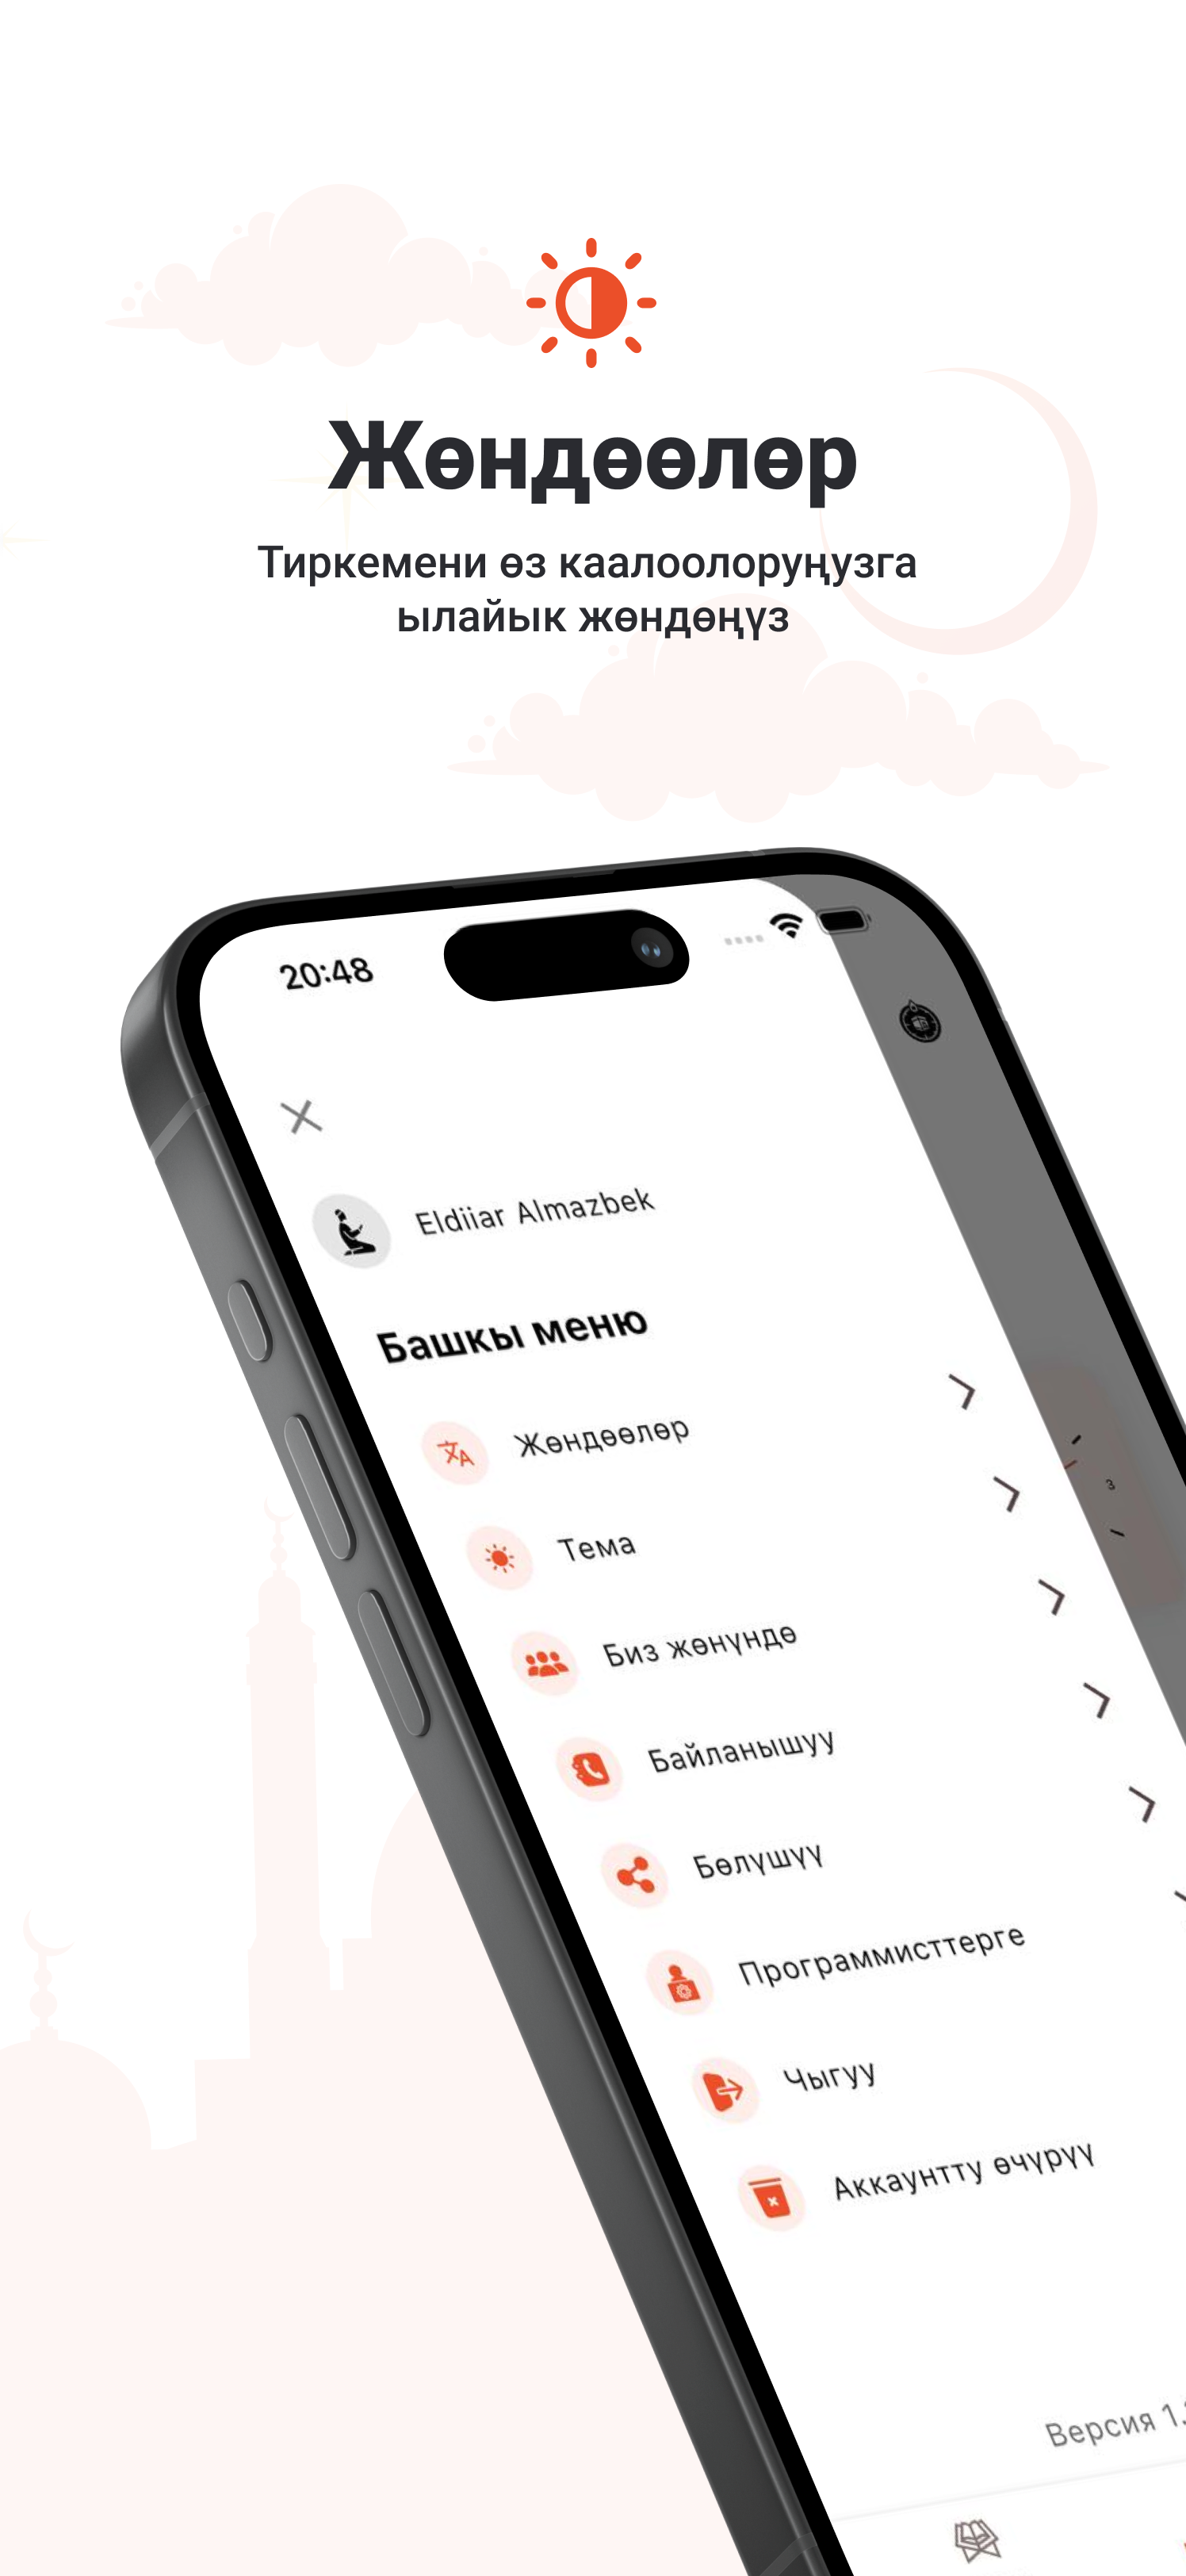 Жөндөөлөр
Тиркемени өз каалоолоруңузга
ылайык жөндөңүз
20:48
Eldiiar Almazbek
Башкы меню
Жөндөөлөр
Тема
Биз жөнүндө
Байланышуу
Бөлүшүү
Программисттерге
Чыгуу
Аккаунтту өчүрүү
Версия 1.